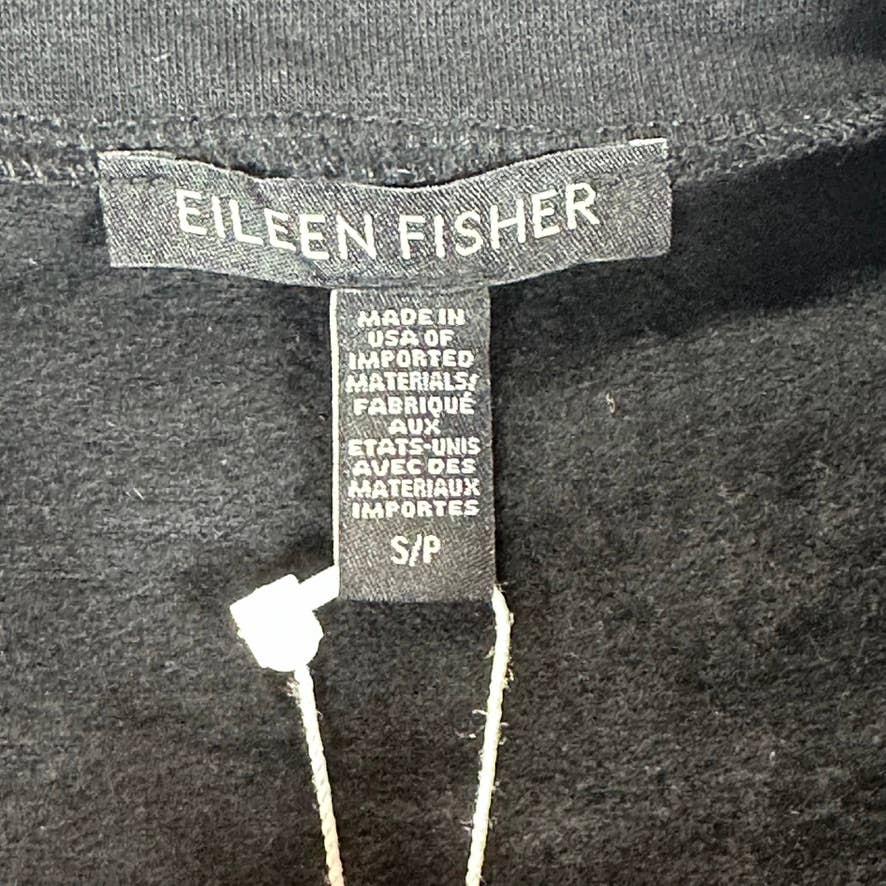 EILEEN FISHER
MADE IN
USA OF
IMPORTED
MATERIALS/
FABRIQUÉ
AUX
ETATS-UNIS
AVEC DES
MATERIAUX
IMPORTES
S/P